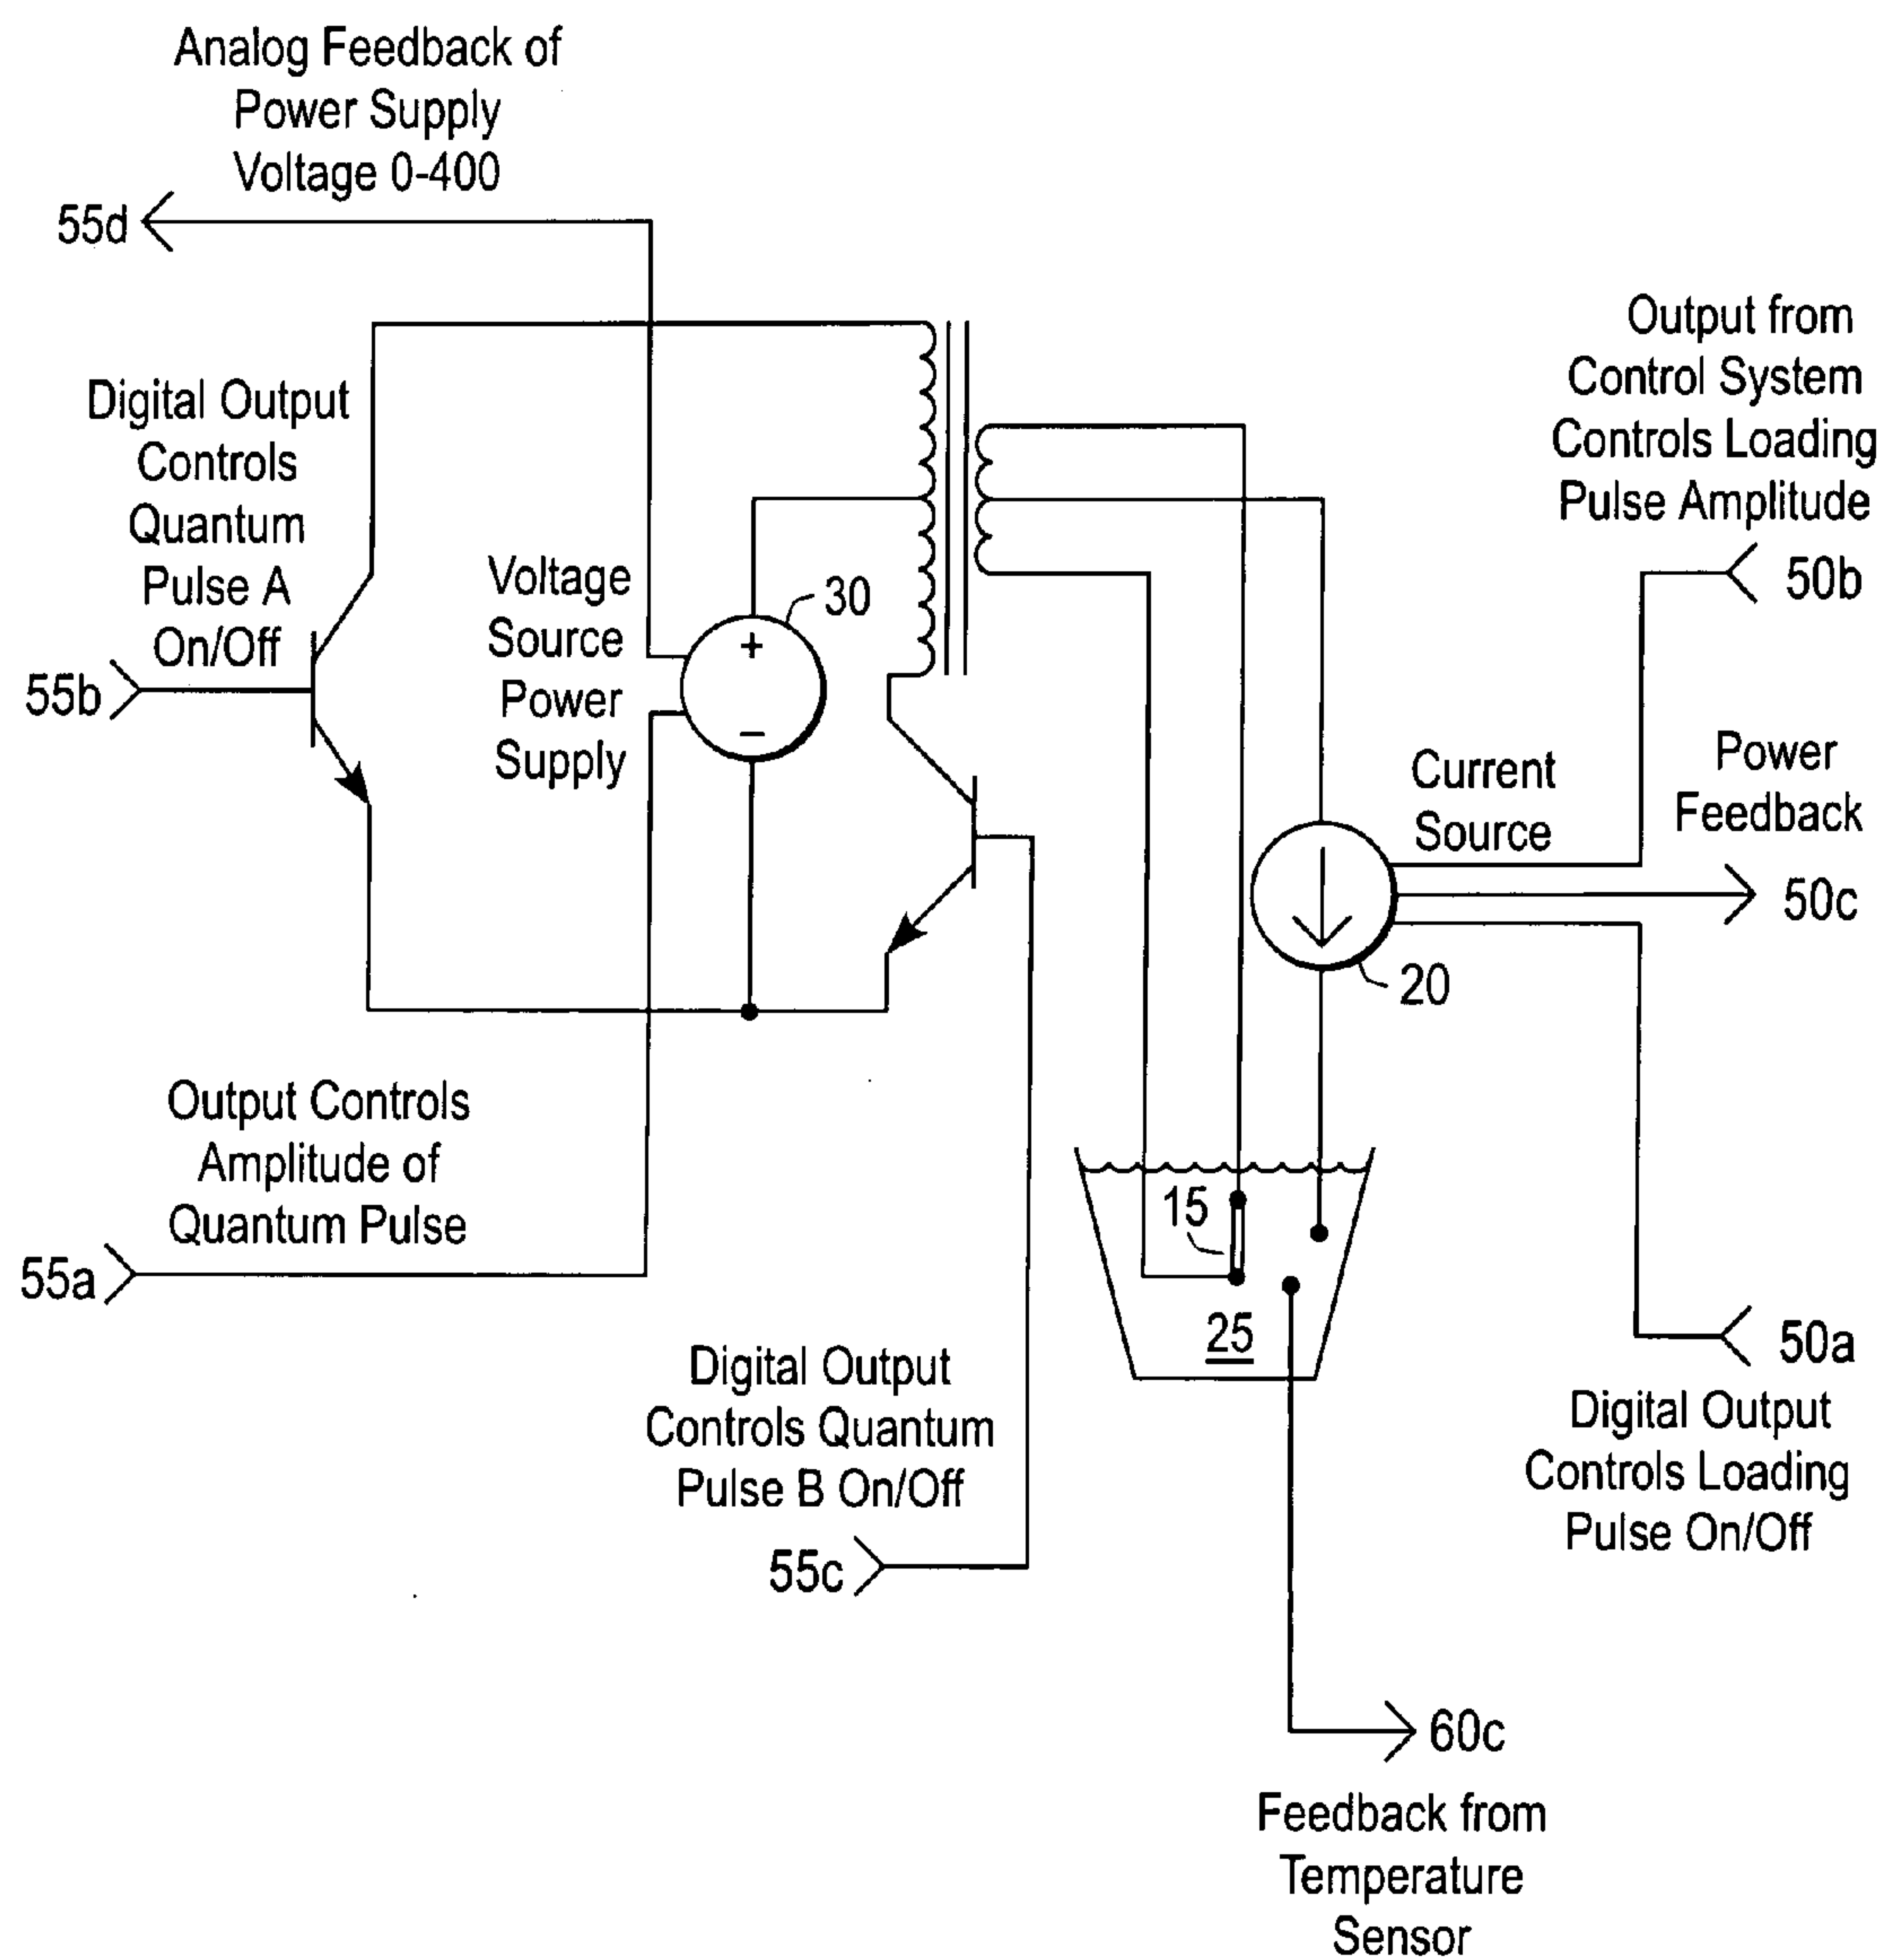 Analog Feedback of
Power Supply
Voltage 0-400
55d
Digital Output
Controls
Quantum
Pulse A
On/Off
55b
Voltage
Source
Power
Supply
30
+
−
Output from
Control System
Controls Loading
Pulse Amplitude
50b
Current
Source
Power
Feedback
50c
20
Output Controls
Amplitude of
Quantum Pulse
55a
15
25
50a
Digital Output
Controls Loading
Pulse On/Off
Digital Output
Controls Quantum
Pulse B On/Off
55c
60c
Feedback from
Temperature
Sensor